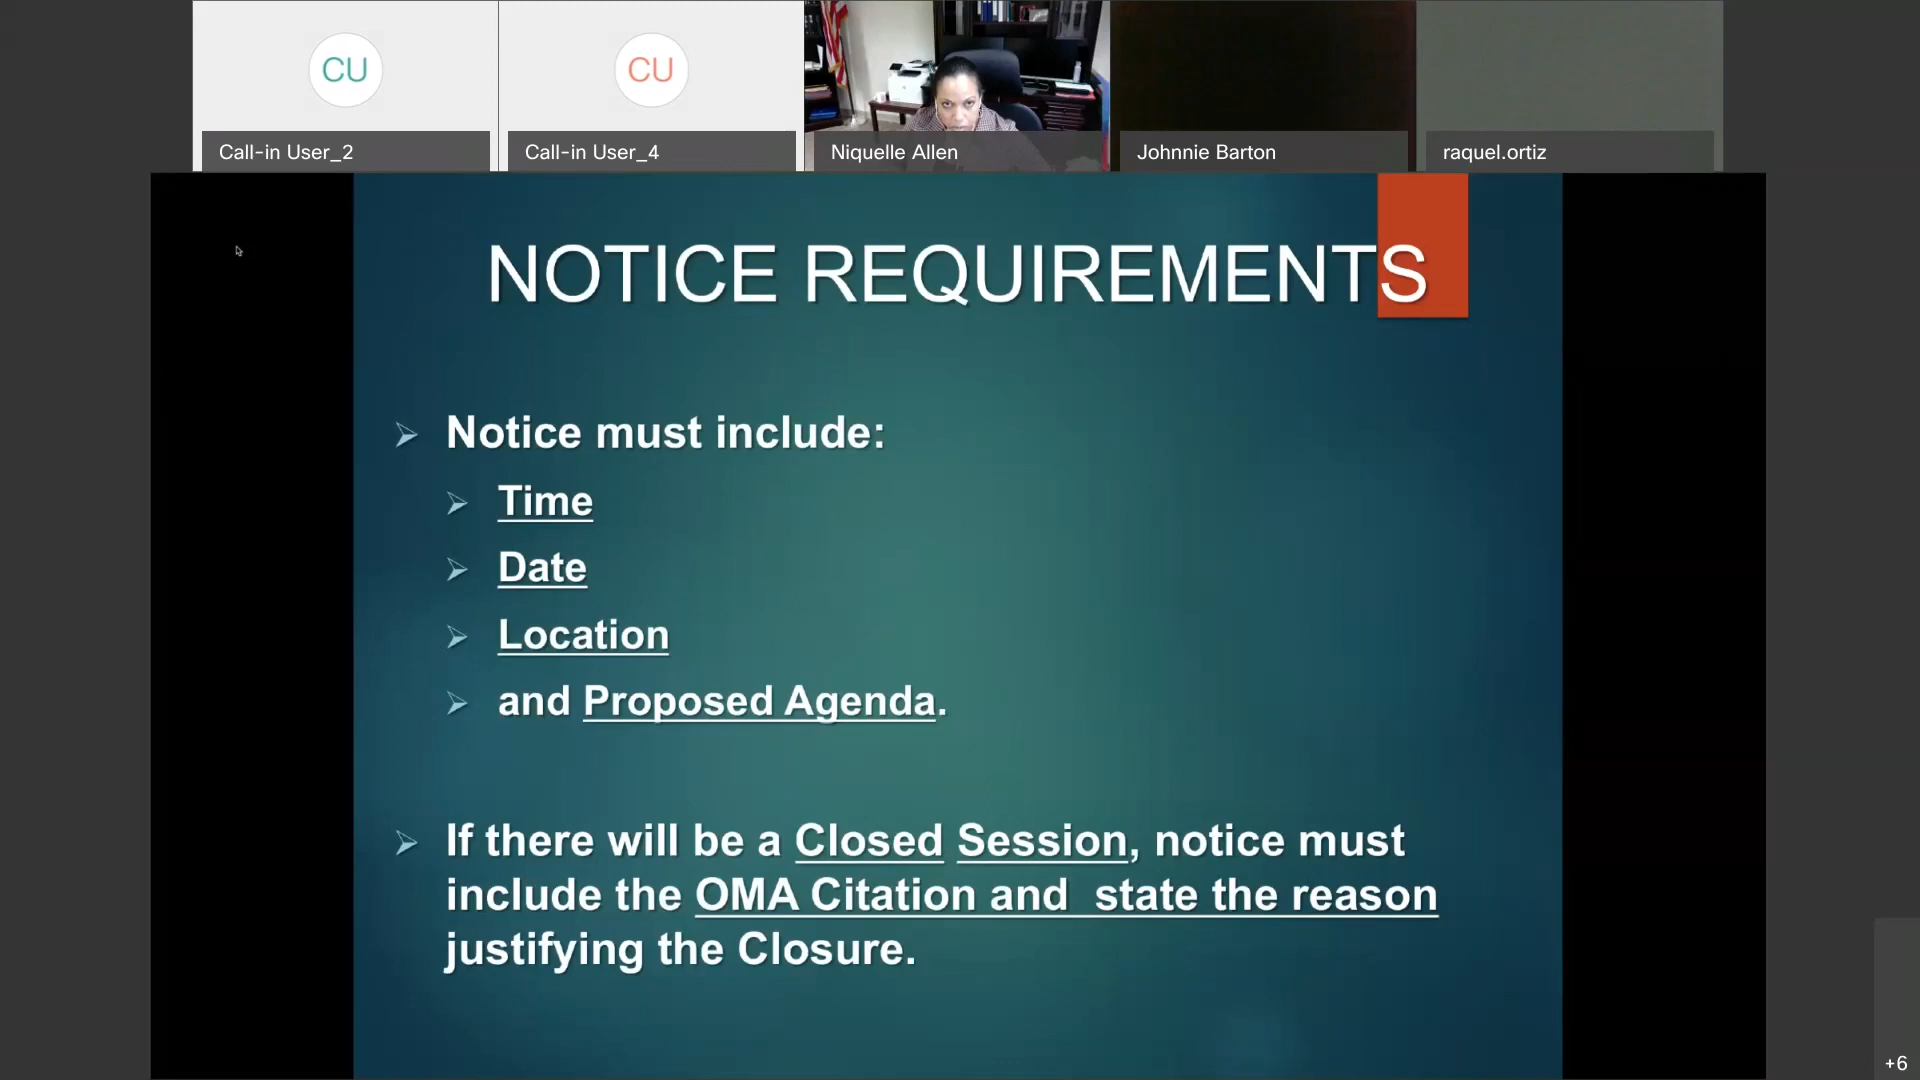 CU
CU
Call-in User_2
Call-in User_4
Niquelle Allen
Johnnie Barton
raquel.ortiz
NOTICE REQUIREMENTS
Notice must include:
Time
Date
Location
and Proposed Agenda.
If there will be a Closed Session, notice must
include the OMA Citation and state the reason
justifying the Closure.
+6